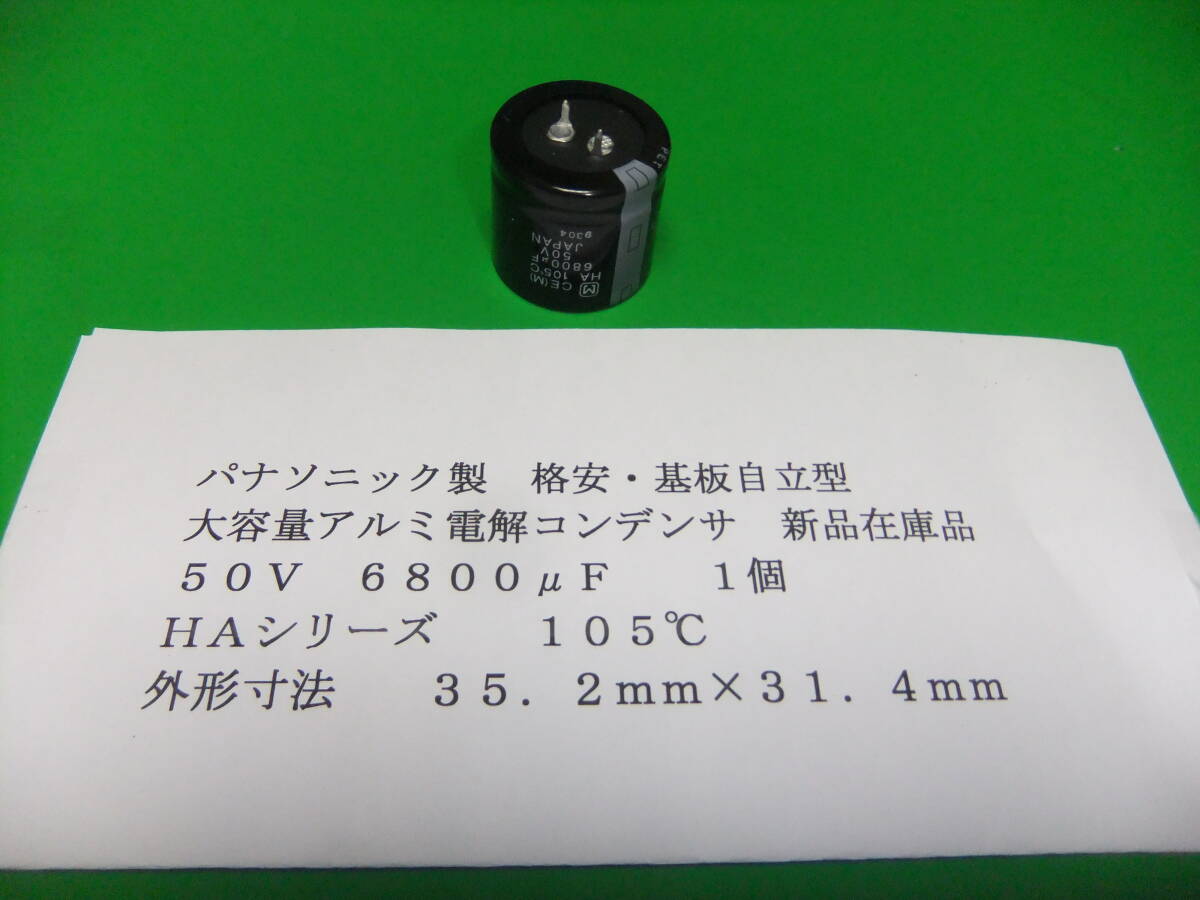 M CE(M)
HA 105℃
6800μF
50V
JAPAN
9304
PET
パナソニック製　格安・基板自立型
大容量アルミ電解コンデンサ　新品在庫品
５０Ｖ　６８００μＦ　　１個
ＨＡシリーズ　　１０５℃
外形寸法　　３５．２ｍｍ×３１．４ｍｍ